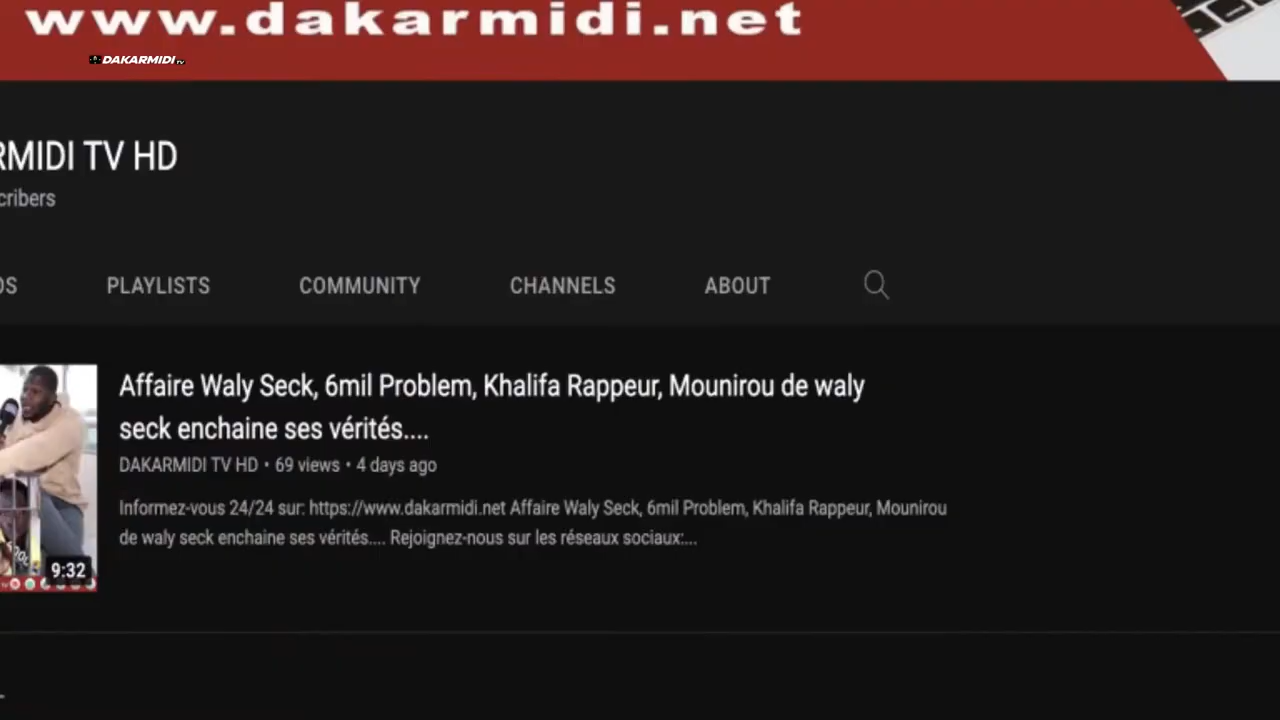 www.dakarmidi.net
DAKARMIDI TV
RMIDI TV HD
cribers
OS PLAYLISTS COMMUNITY CHANNELS ABOUT
Affaire Waly Seck, 6mil Problem, Khalifa Rappeur, Mounirou de waly
seck enchaine ses vérités....
DAKARMIDI TV HD • 69 views • 4 days ago
Informez-vous 24/24 sur: https://www.dakarmidi.net Affaire Waly Seck, 6mil Problem, Khalifa Rappeur, Mounirou
de waly seck enchaine ses vérités.... Rejoignez-nous sur les réseaux sociaux:...
9:32